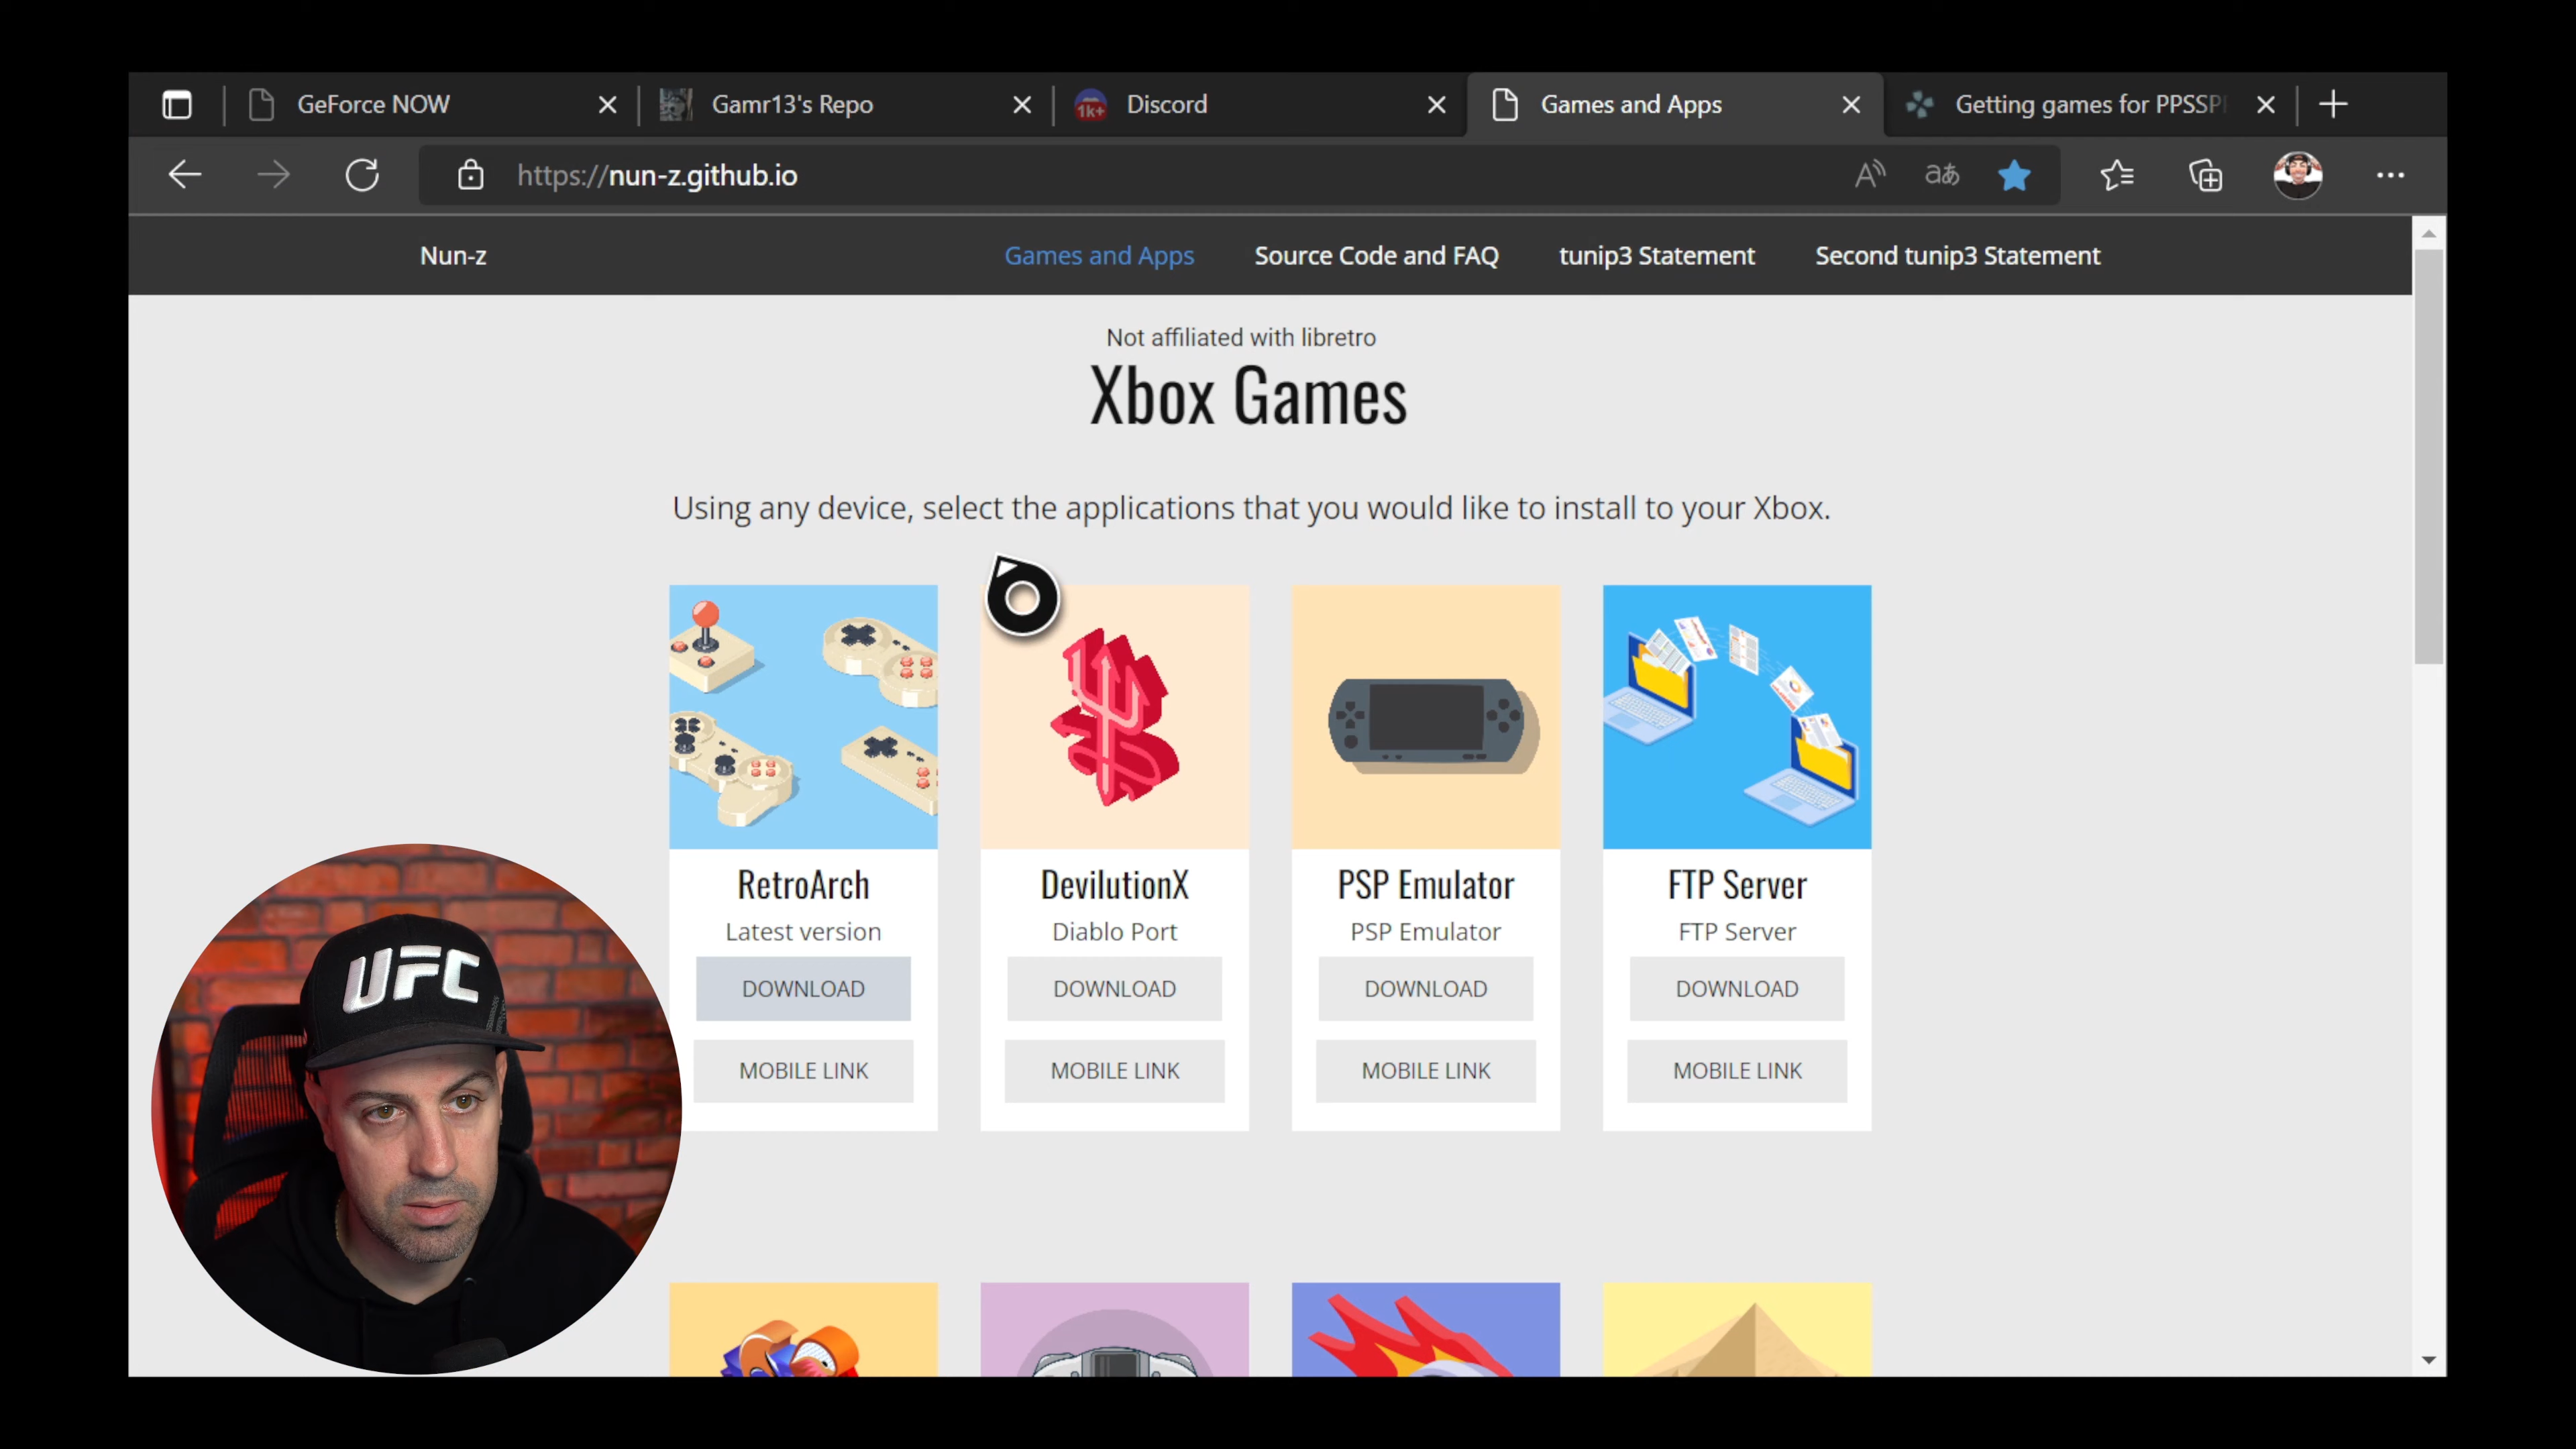 GeForce NOW
Gamr13's Repo
1k+
Discord
Games and Apps
Getting games for PPSSP
https://nun-z.github.io
Nun-z
Games and Apps
Source Code and FAQ
tunip3 Statement
Second tunip3 Statement
Not affiliated with libretro
Xbox Games
Using any device, select the applications that you would like to install to your Xbox.
RetroArch
Latest version
DOWNLOAD
MOBILE LINK
DevilutionX
Diablo Port
DOWNLOAD
MOBILE LINK
PSP Emulator
PSP Emulator
DOWNLOAD
MOBILE LINK
FTP Server
FTP Server
DOWNLOAD
MOBILE LINK
UFC